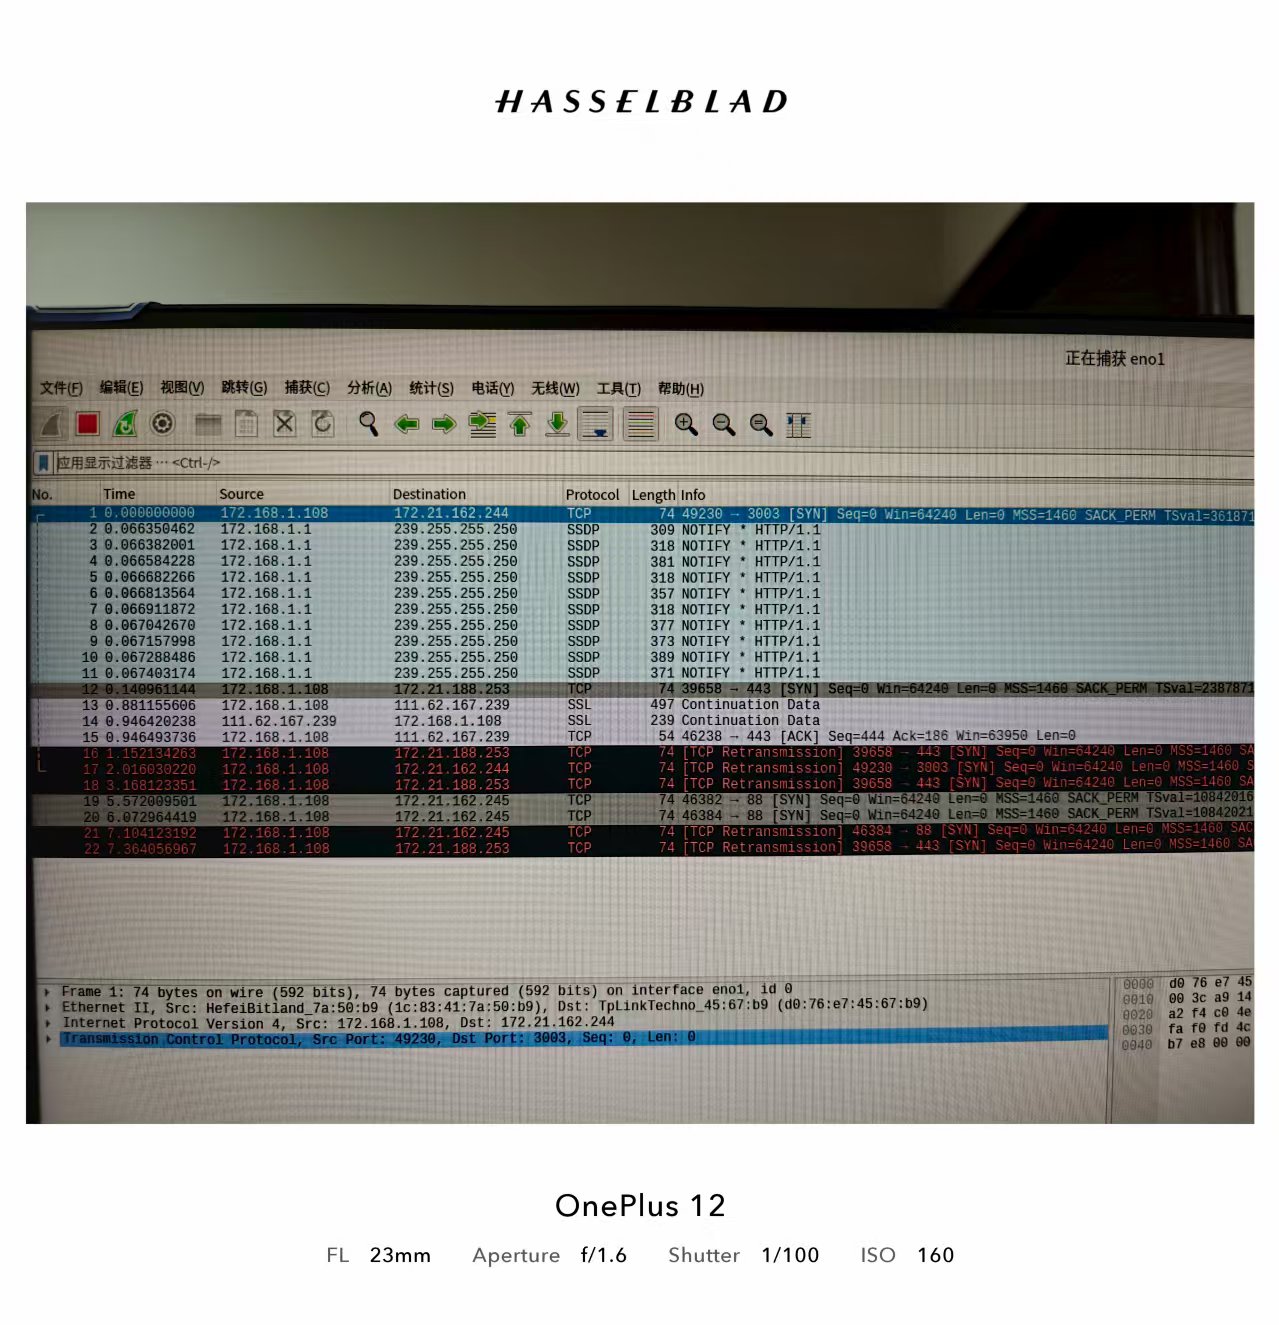 HASSELBLAD
正在捕获 eno1
文件(F) 编辑(E) 视图(V) 跳转(G) 捕获(C) 分析(A) 统计(S) 电话(Y) 无线(W) 工具(T) 帮助(H)
应用显示过滤器 … <Ctrl-/>
No. Time Source Destination Protocol Length Info
1 0.000000000 172.168.1.108 172.21.162.244 TCP 74 49230 → 3003 [SYN] Seq=0 Win=64240 Len=0 MSS=1460 SACK_PERM TSval=361871
2 0.066350462 172.168.1.1 239.255.255.250 SSDP 309 NOTIFY * HTTP/1.1
3 0.066382001 172.168.1.1 239.255.255.250 SSDP 318 NOTIFY * HTTP/1.1
4 0.066584228 172.168.1.1 239.255.255.250 SSDP 381 NOTIFY * HTTP/1.1
5 0.066682266 172.168.1.1 239.255.255.250 SSDP 318 NOTIFY * HTTP/1.1
6 0.066813564 172.168.1.1 239.255.255.250 SSDP 357 NOTIFY * HTTP/1.1
7 0.066911872 172.168.1.1 239.255.255.250 SSDP 318 NOTIFY * HTTP/1.1
8 0.067042670 172.168.1.1 239.255.255.250 SSDP 377 NOTIFY * HTTP/1.1
9 0.067157998 172.168.1.1 239.255.255.250 SSDP 373 NOTIFY * HTTP/1.1
10 0.067288486 172.168.1.1 239.255.255.250 SSDP 389 NOTIFY * HTTP/1.1
11 0.067403174 172.168.1.1 239.255.255.250 SSDP 371 NOTIFY * HTTP/1.1
12 0.140961144 172.168.1.108 172.21.188.253 TCP 74 39658 → 443 [SYN] Seq=0 Win=64240 Len=0 MSS=1460 SACK_PERM TSval=2387871
13 0.881155606 172.168.1.108 111.62.167.239 SSL 497 Continuation Data
14 0.946420238 111.62.167.239 172.168.1.108 SSL 239 Continuation Data
15 0.946493736 172.168.1.108 111.62.167.239 TCP 54 46238 → 443 [ACK] Seq=444 Ack=186 Win=63950 Len=0
16 1.152134263 172.168.1.108 172.21.188.253 TCP 74 [TCP Retransmission] 39658 → 443 [SYN] Seq=0 Win=64240 Len=0 MSS=1460 SA
17 2.016030220 172.168.1.108 172.21.162.244 TCP 74 [TCP Retransmission] 49230 → 3003 [SYN] Seq=0 Win=64240 Len=0 MSS=1460 S
18 3.168123351 172.168.1.108 172.21.188.253 TCP 74 [TCP Retransmission] 39658 → 443 [SYN] Seq=0 Win=64240 Len=0 MSS=1460 SA
19 5.572009501 172.168.1.108 172.21.162.245 TCP 74 46382 → 88 [SYN] Seq=0 Win=64240 Len=0 MSS=1460 SACK_PERM TSval=10842016
20 6.072964419 172.168.1.108 172.21.162.245 TCP 74 46384 → 88 [SYN] Seq=0 Win=64240 Len=0 MSS=1460 SACK_PERM TSval=10842021
21 7.104123192 172.168.1.108 172.21.162.245 TCP 74 [TCP Retransmission] 46384 → 88 [SYN] Seq=0 Win=64240 Len=0 MSS=1460 SAC
22 7.364056967 172.168.1.108 172.21.188.253 TCP 74 [TCP Retransmission] 39658 → 443 [SYN] Seq=0 Win=64240 Len=0 MSS=1460 SA
Frame 1: 74 bytes on wire (592 bits), 74 bytes captured (592 bits) on interface eno1, id 0
Ethernet II, Src: HefeiBitland_7a:50:b9 (1c:83:41:7a:50:b9), Dst: TpLinkTechno_45:67:b9 (d0:76:e7:45:67:b9)
Internet Protocol Version 4, Src: 172.168.1.108, Dst: 172.21.162.244
Transmission Control Protocol, Src Port: 49230, Dst Port: 3003, Seq: 0, Len: 0
0000 d0 76 e7 45
0010 00 3c a9 14
0020 a2 f4 c0 4e
0030 fa f0 fd 4c
0040 b7 e8 00 00
OnePlus 12
FL 23mm Aperture f/1.6 Shutter 1/100 ISO 160